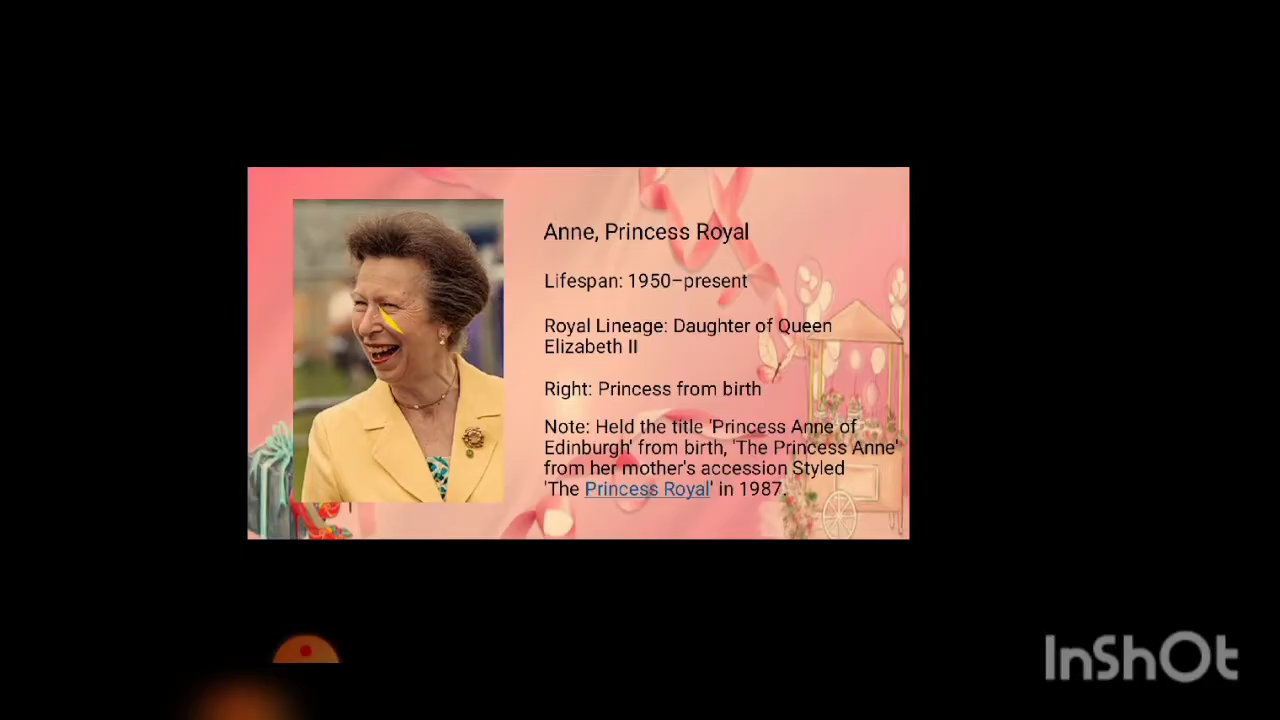 Anne, Princess Royal
Lifespan: 1950–present
Royal Lineage: Daughter of Queen
Elizabeth II
Right: Princess from birth
Note: Held the title 'Princess Anne of
Edinburgh' from birth, 'The Princess Anne'
from her mother's accession Styled
'The Princess Royal' in 1987.
InShOt